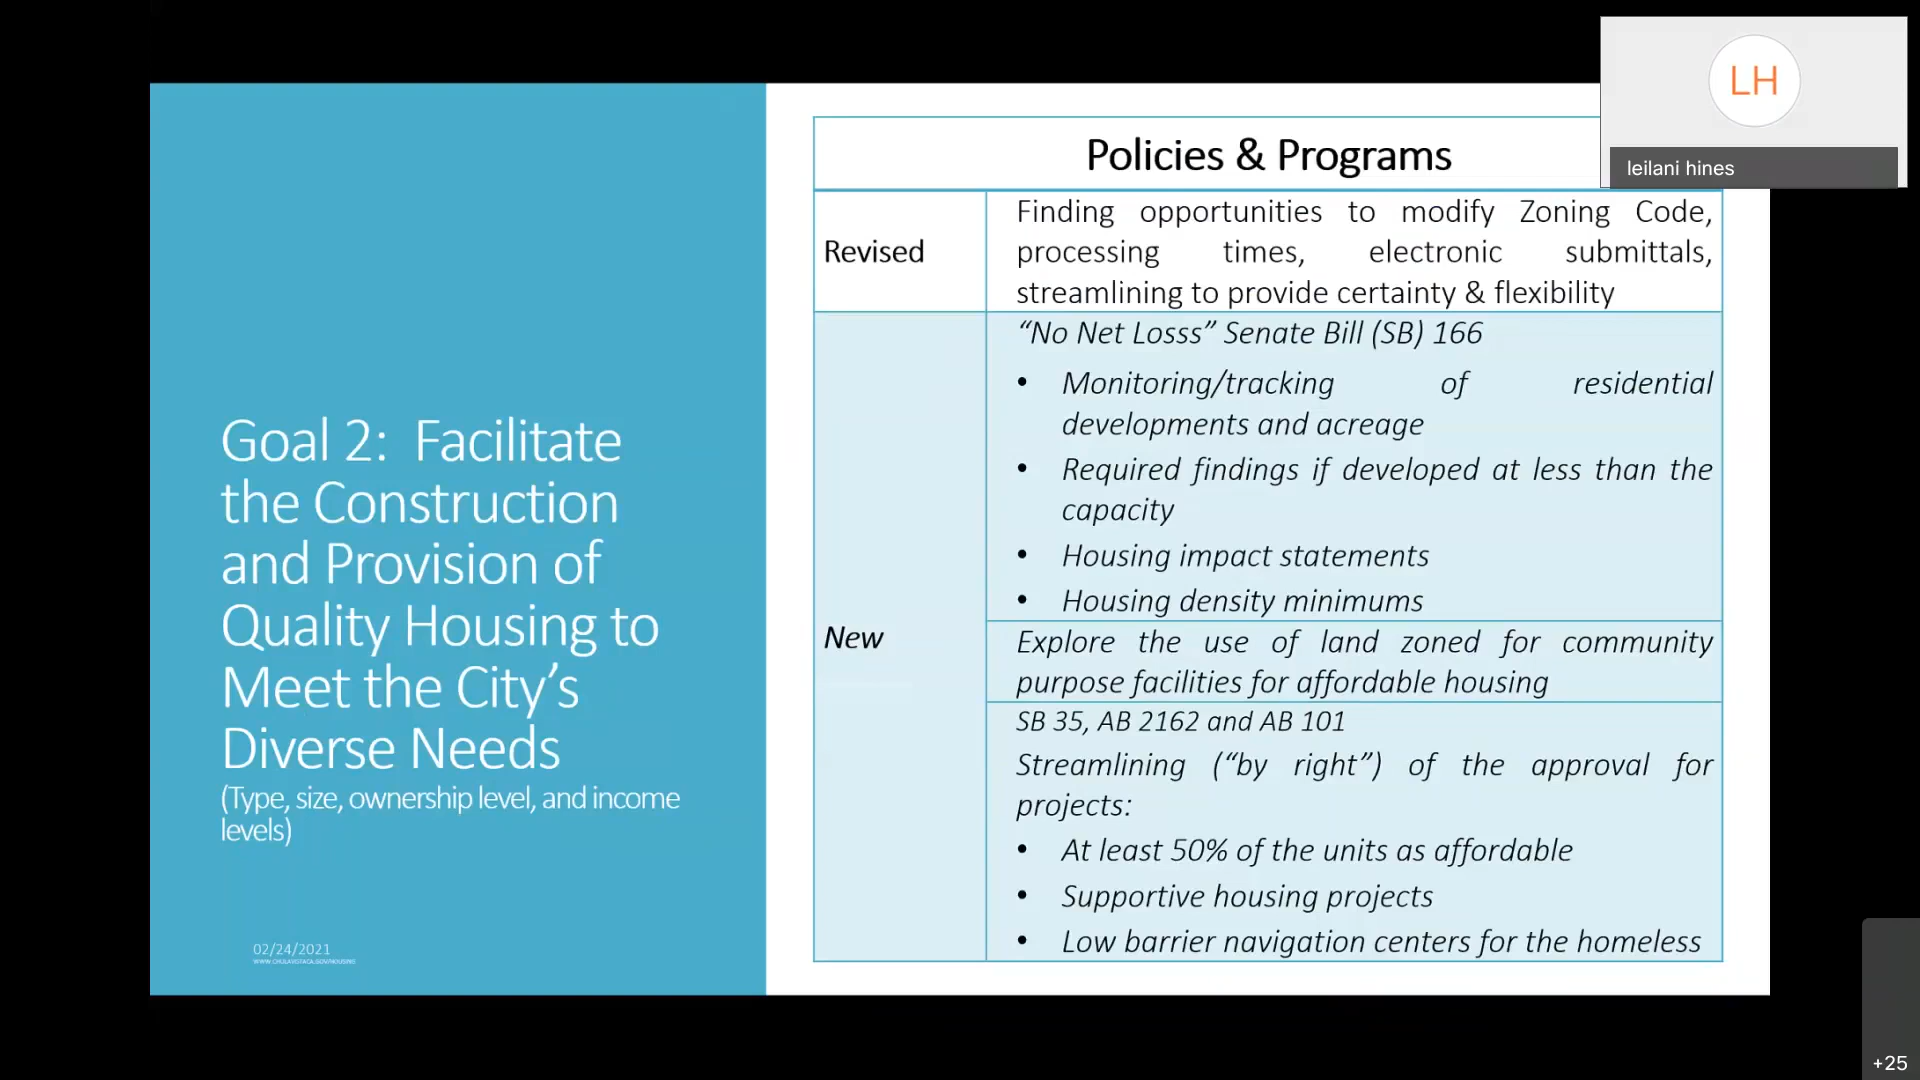 LH
leilani hines
Goal 2: Facilitate
the Construction
and Provision of
Quality Housing to
Meet the City’s
Diverse Needs
(Type, size, ownership level, and income
levels)
02/24/2021
WWW.CHULAVISTACA.GOV/HOUSING
Policies & Programs
Revised
Finding opportunities to modify Zoning Code,
processing times, electronic submittals,
streamlining to provide certainty & flexibility
New
“No Net Losss” Senate Bill (SB) 166
• Monitoring/tracking of residential
developments and acreage
• Required findings if developed at less than the
capacity
• Housing impact statements
• Housing density minimums
Explore the use of land zoned for community
purpose facilities for affordable housing
SB 35, AB 2162 and AB 101
Streamlining (“by right”) of the approval for
projects:
• At least 50% of the units as affordable
• Supportive housing projects
• Low barrier navigation centers for the homeless
+25